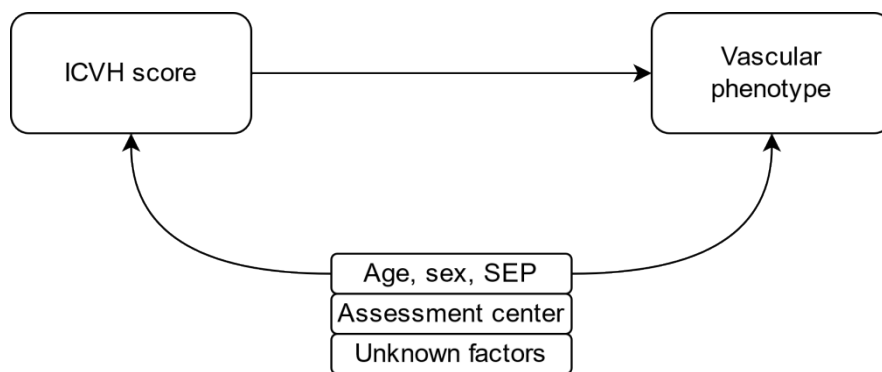 ICVH score
Vascular
phenotype
Age, sex, SEP
Assessment center
Unknown factors